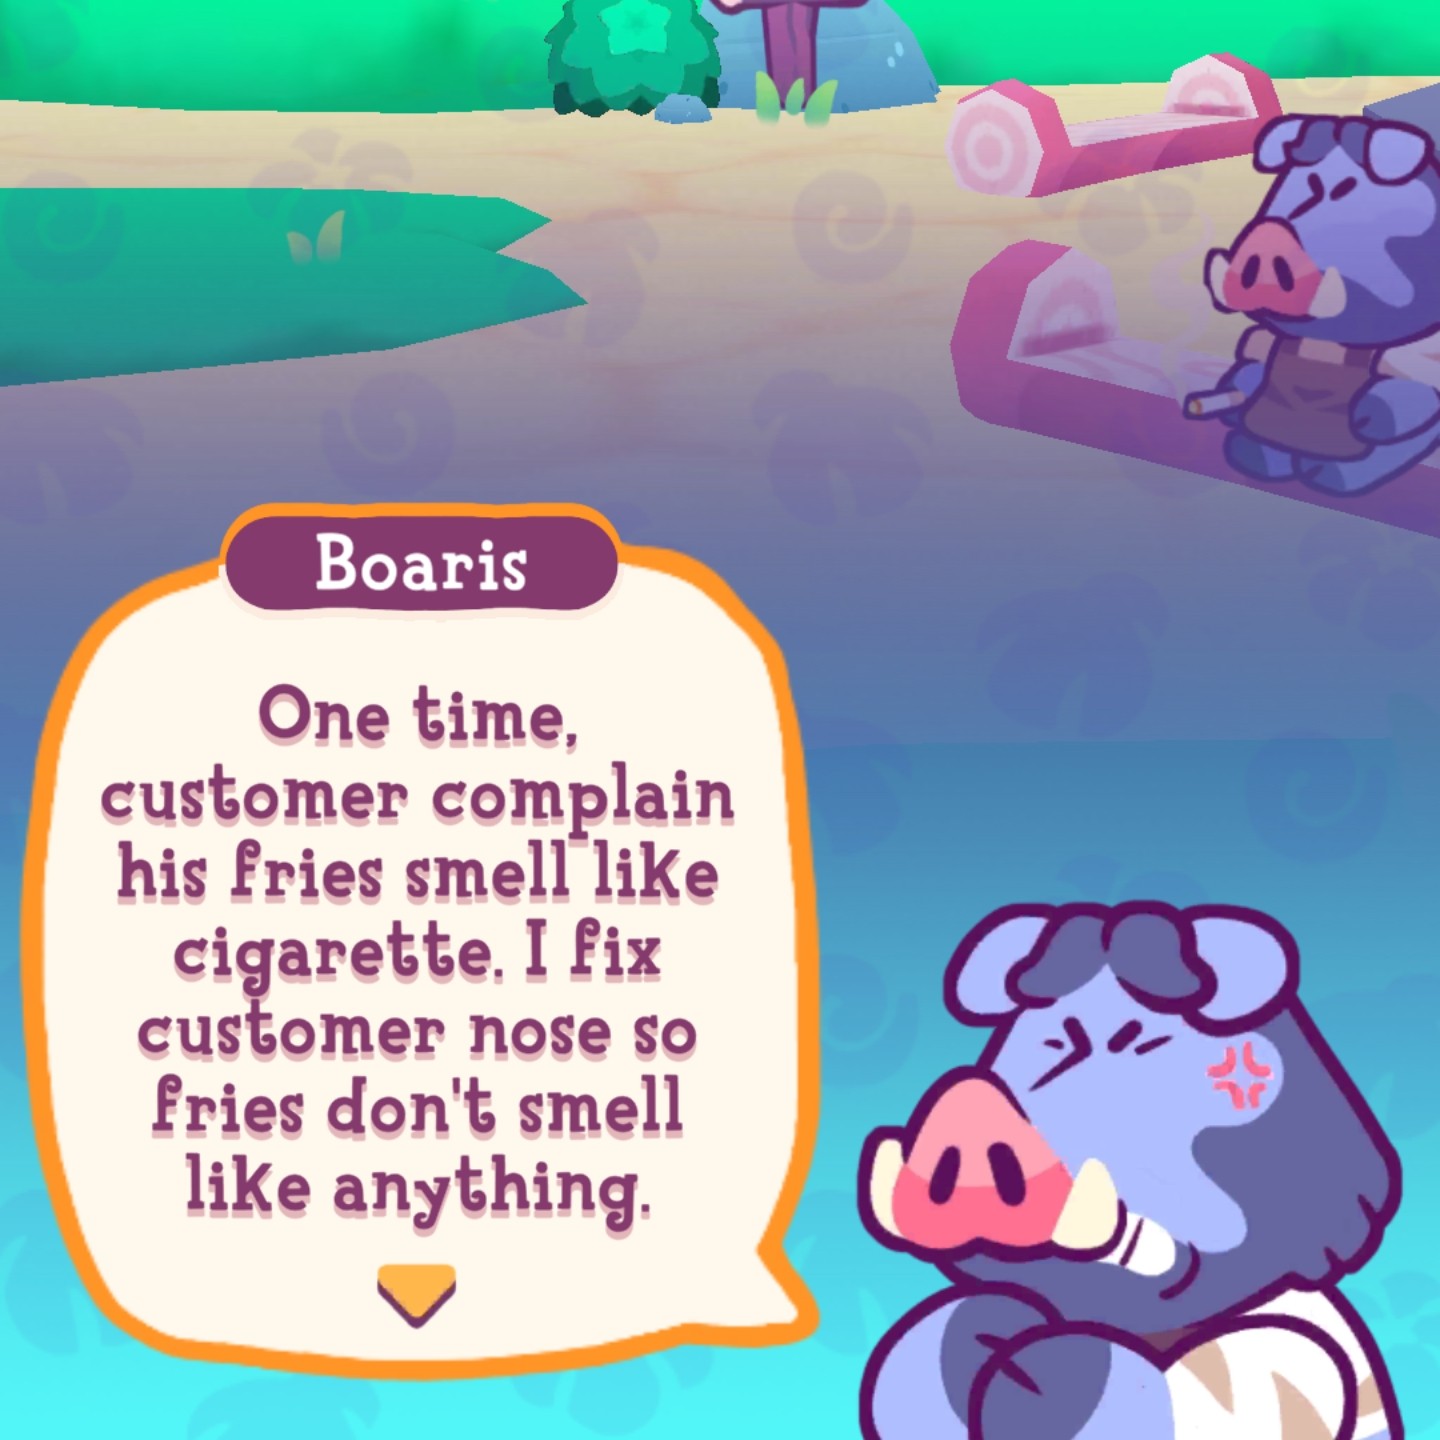 Boaris
One time,
customer complain
his fries smell like
cigarette. I fix
customer nose so
fries don't smell
like anything.